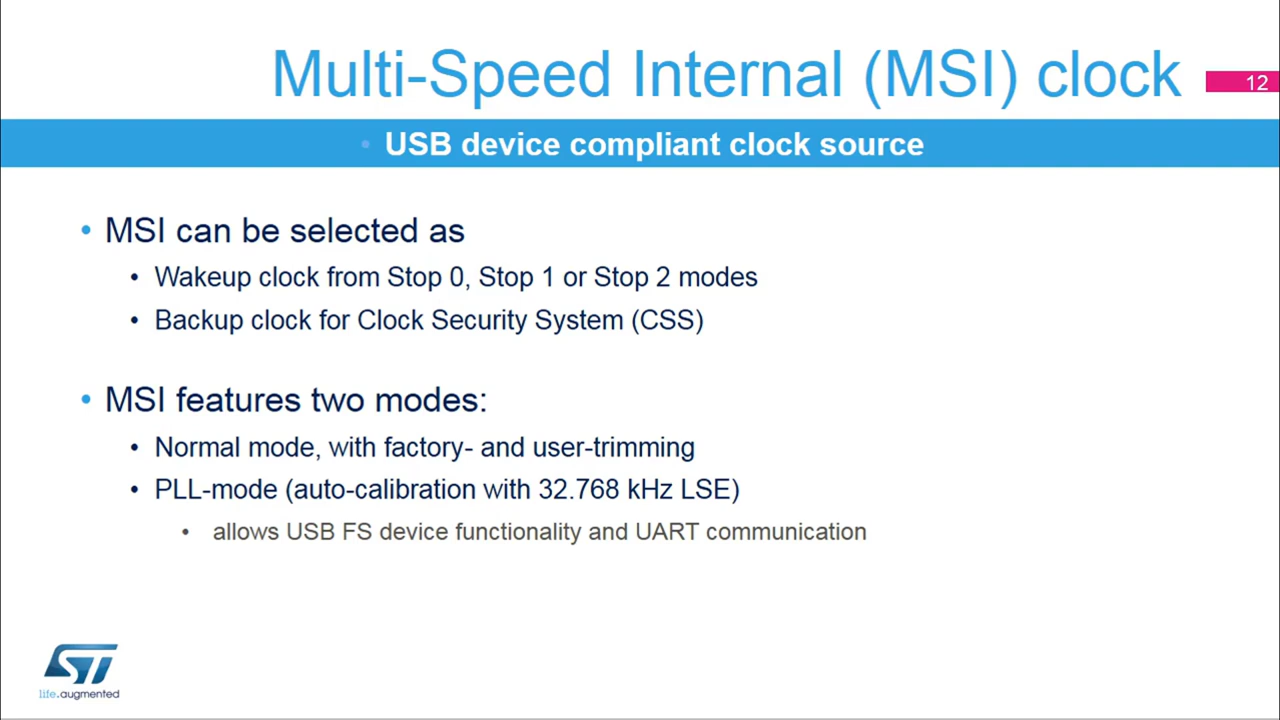 Multi-Speed Internal (MSI) clock
12
• USB device compliant clock source
• MSI can be selected as
• Wakeup clock from Stop 0, Stop 1 or Stop 2 modes
• Backup clock for Clock Security System (CSS)
• MSI features two modes:
• Normal mode, with factory- and user-trimming
• PLL-mode (auto-calibration with 32.768 kHz LSE)
• allows USB FS device functionality and UART communication
ST
life.augmented